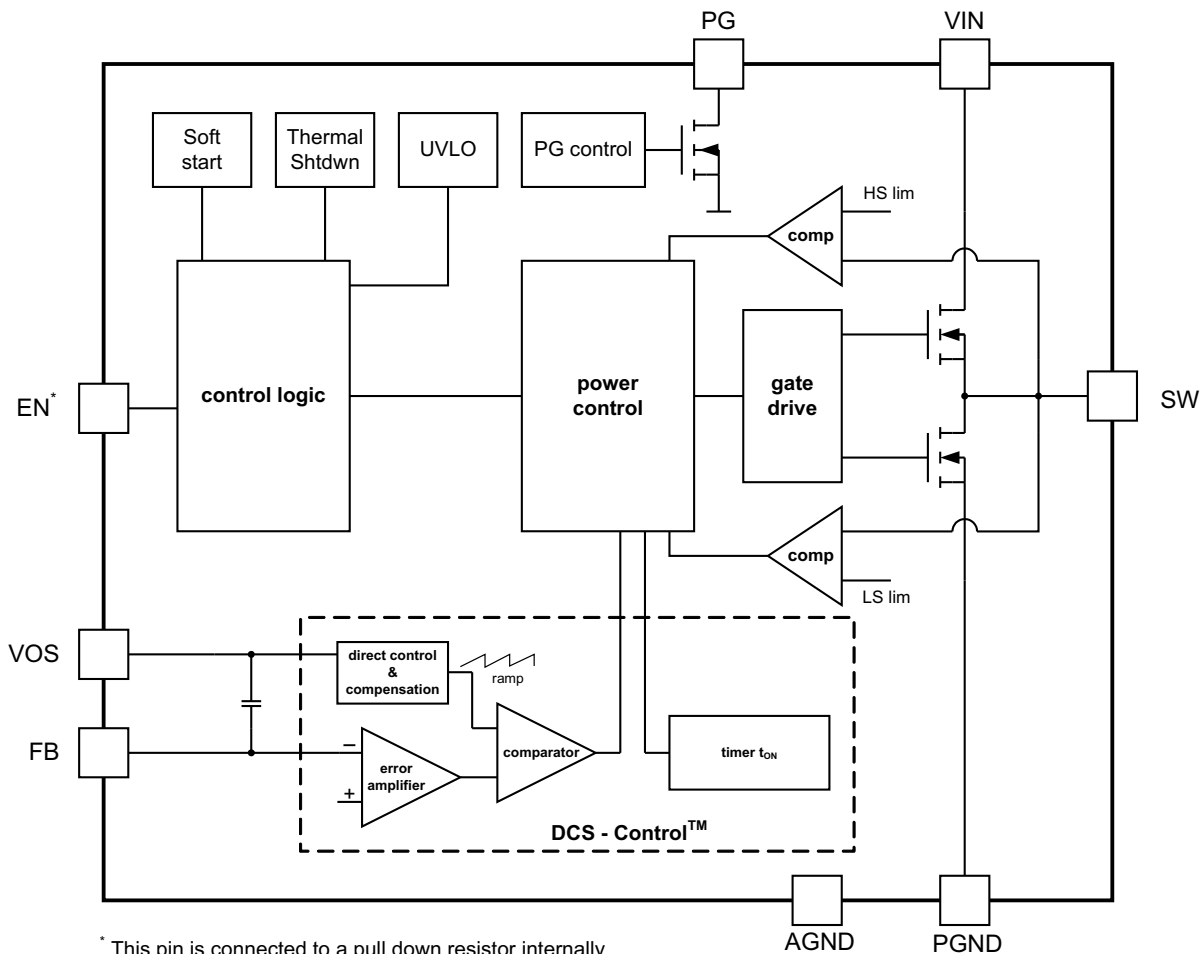 PG
VIN
Soft
start
Thermal
Shtdwn
UVLO
PG control
HS lim
comp
EN*
control logic
power
control
gate
drive
SW
comp
LS lim
VOS
direct control
&
compensation
ramp
FB
–
+
error
amplifier
comparator
timer tON
DCS - Control™
AGND
PGND
* This pin is connected to a pull down resistor internally